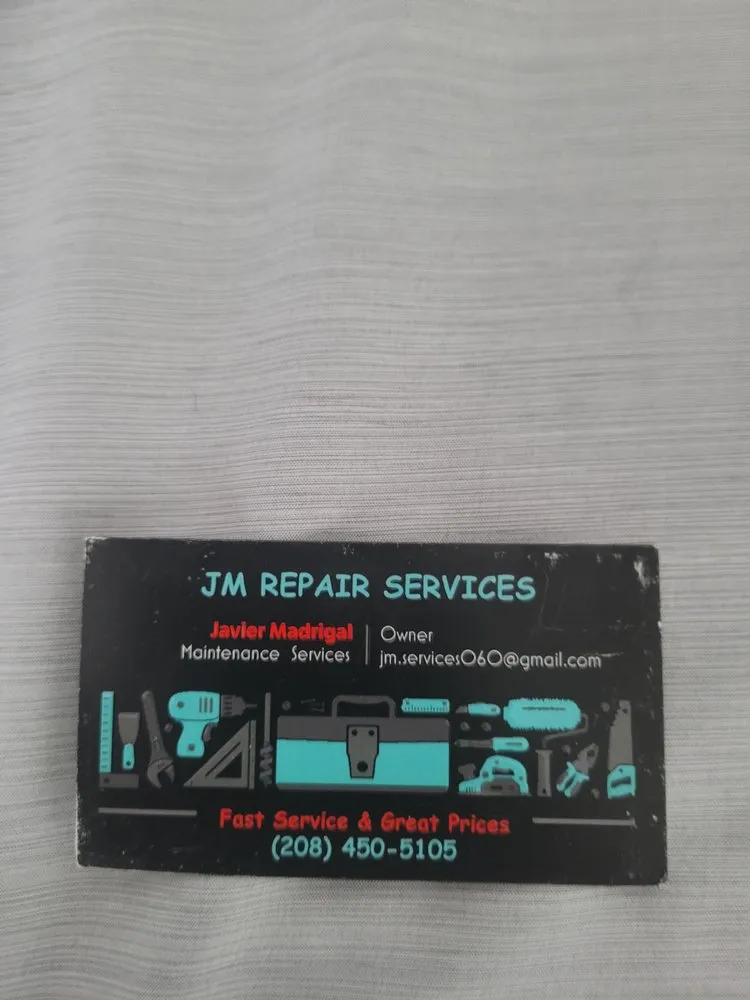 JM REPAIR SERVICES
Javier Madrigal
Maintenance Services
Owner
jm.services060@gmail.com
Fast Service & Great Prices
(208) 450-5105